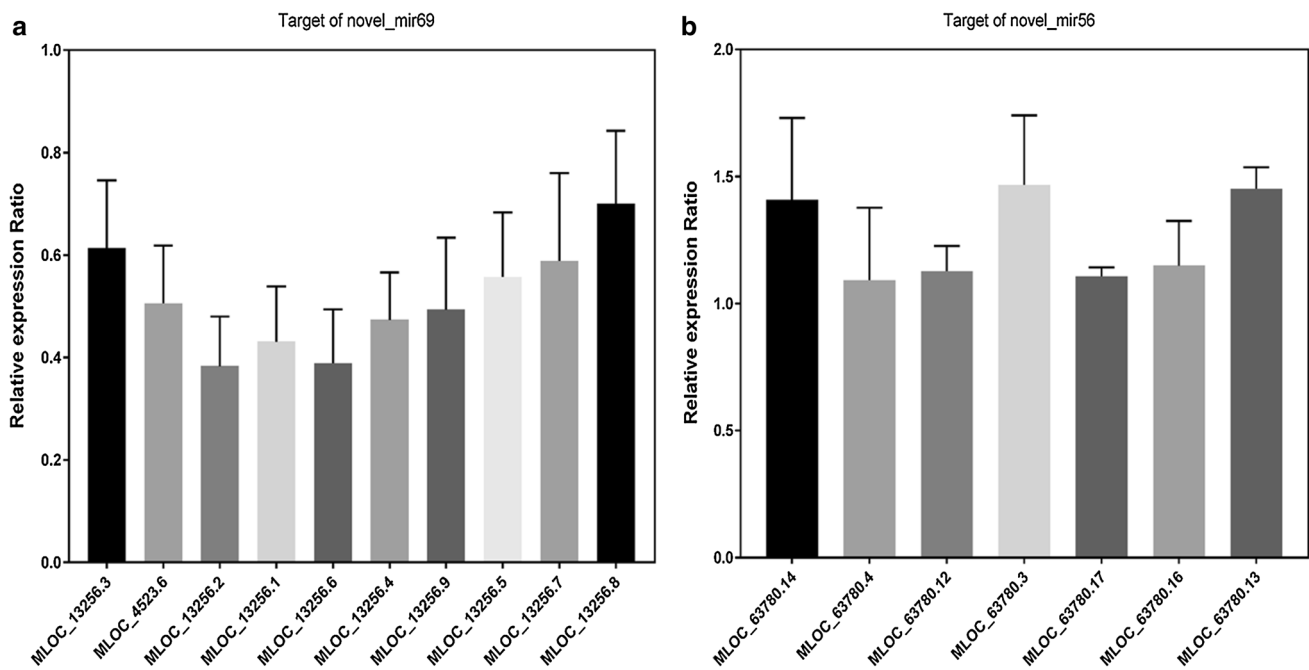 a
Target of novel_mir69
Relative expression Ratio
1.0
0.8
0.6
0.4
0.2
0.0
MLOC_13256.3
MLOC_4523.6
MLOC_13256.2
MLOC_13256.1
MLOC_13256.6
MLOC_13256.4
MLOC_13256.9
MLOC_13256.5
MLOC_13256.7
MLOC_13256.8
b
Target of novel_mir56
Relative expression Ratio
2.0
1.5
1.0
0.5
0.0
MLOC_63780.14
MLOC_63780.4
MLOC_63780.12
MLOC_63780.3
MLOC_63780.17
MLOC_63780.16
MLOC_63780.13